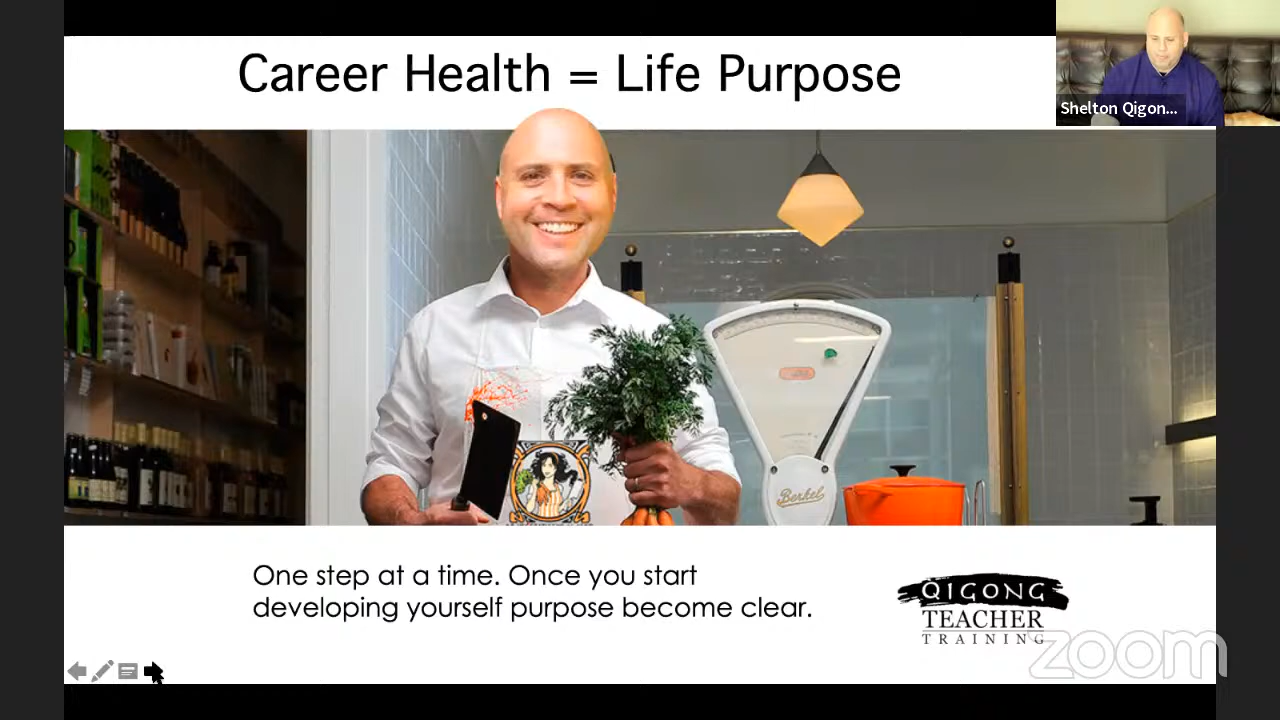 Career Health = Life Purpose
Shelton Qigon...
Berkel
One step at a time. Once you start
developing yourself purpose become clear.
QIGONG
TEACHER
TRAINING
zoom